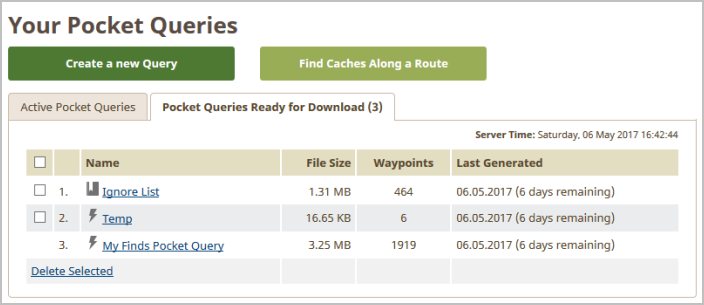 Your Pocket Queries
Create a new Query
Find Caches Along a Route
Active Pocket Queries
Pocket Queries Ready for Download (3)
Server Time: Saturday, 06 May 2017 16:42:44
Name File Size Waypoints Last Generated
1. Ignore List 1.31 MB 464 06.05.2017 (6 days remaining)
2. Temp 16.65 KB 6 06.05.2017 (6 days remaining)
3. My Finds Pocket Query 3.25 MB 1919 06.05.2017 (6 days remaining)
Delete Selected